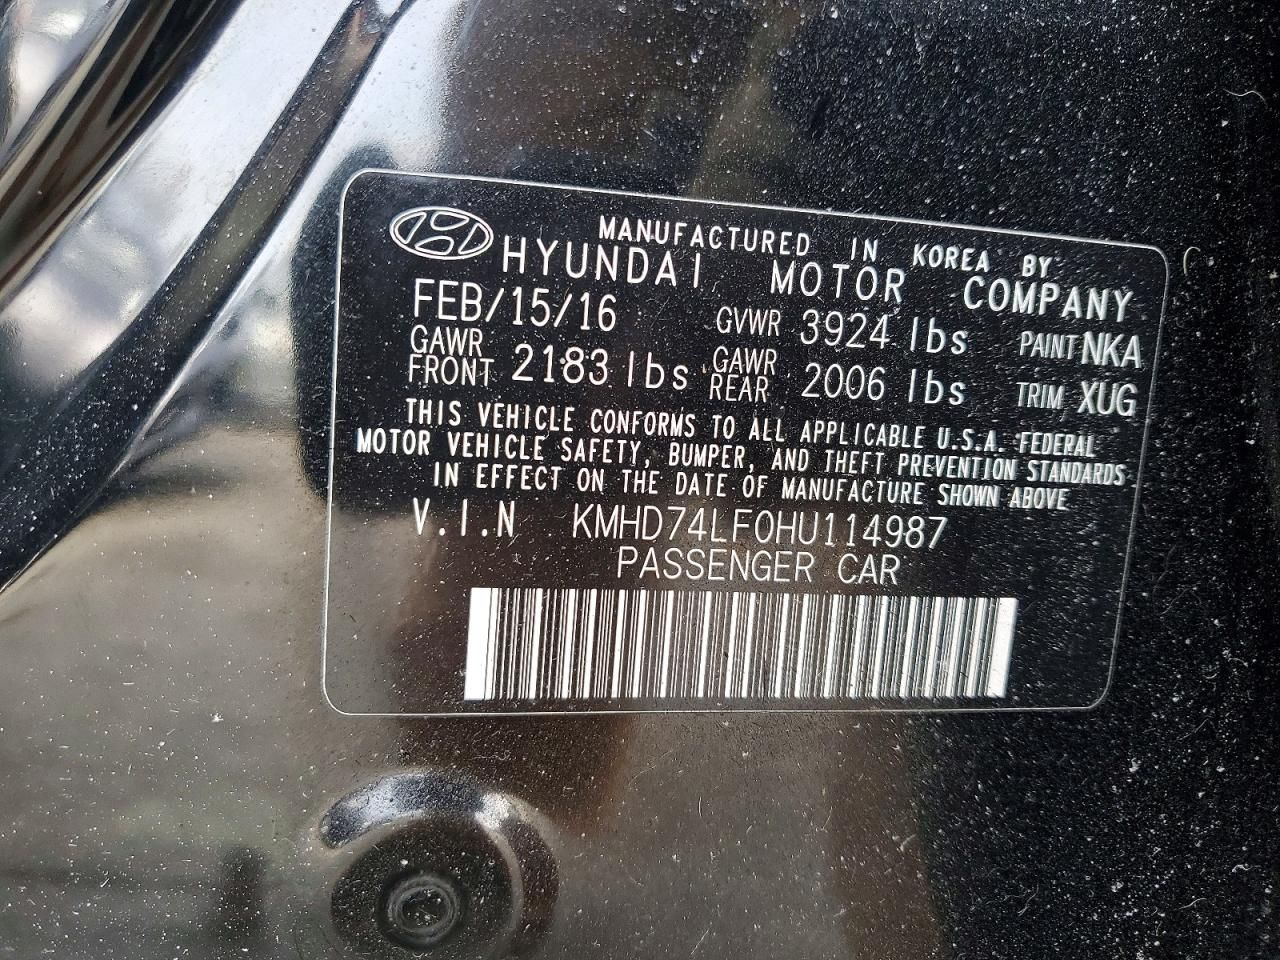 MANUFACTURED IN KOREA BY
HYUNDAI MOTOR COMPANY
FEB/15/16 GVWR 3924 lbs PAINT NKA
GAWR FRONT 2183 lbs GAWR REAR 2006 lbs TRIM XUG
THIS VEHICLE CONFORMS TO ALL APPLICABLE U.S.A. FEDERAL
MOTOR VEHICLE SAFETY, BUMPER, AND THEFT PREVENTION STANDARDS
IN EFFECT ON THE DATE OF MANUFACTURE SHOWN ABOVE
V.I.N KMHD74LF0HU114987
PASSENGER CAR